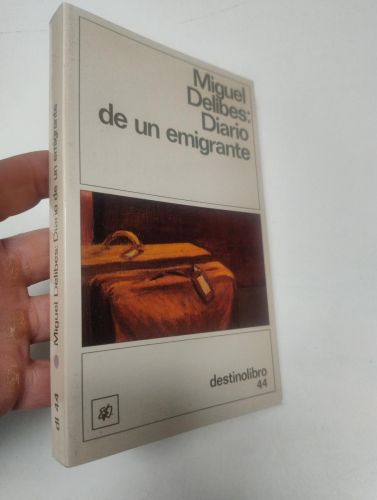 Miguel
Delibes:
Diario
de un emigrante
destinolibro
44
dl 44 Miguel Delibes: Diario de un emigrante